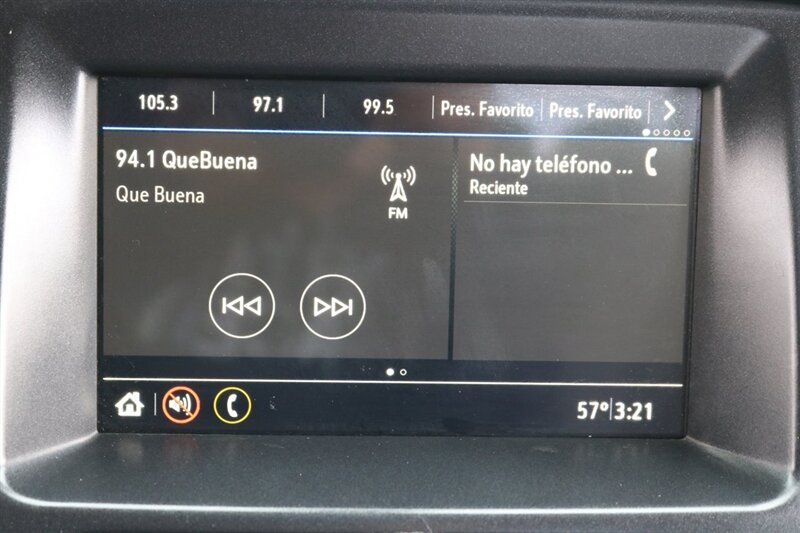 105.3 97.1 99.5 Pres. Favorito Pres. Favorito
94.1 QueBuena
Que Buena
FM
No hay teléfono ...
Reciente
57° 3:21